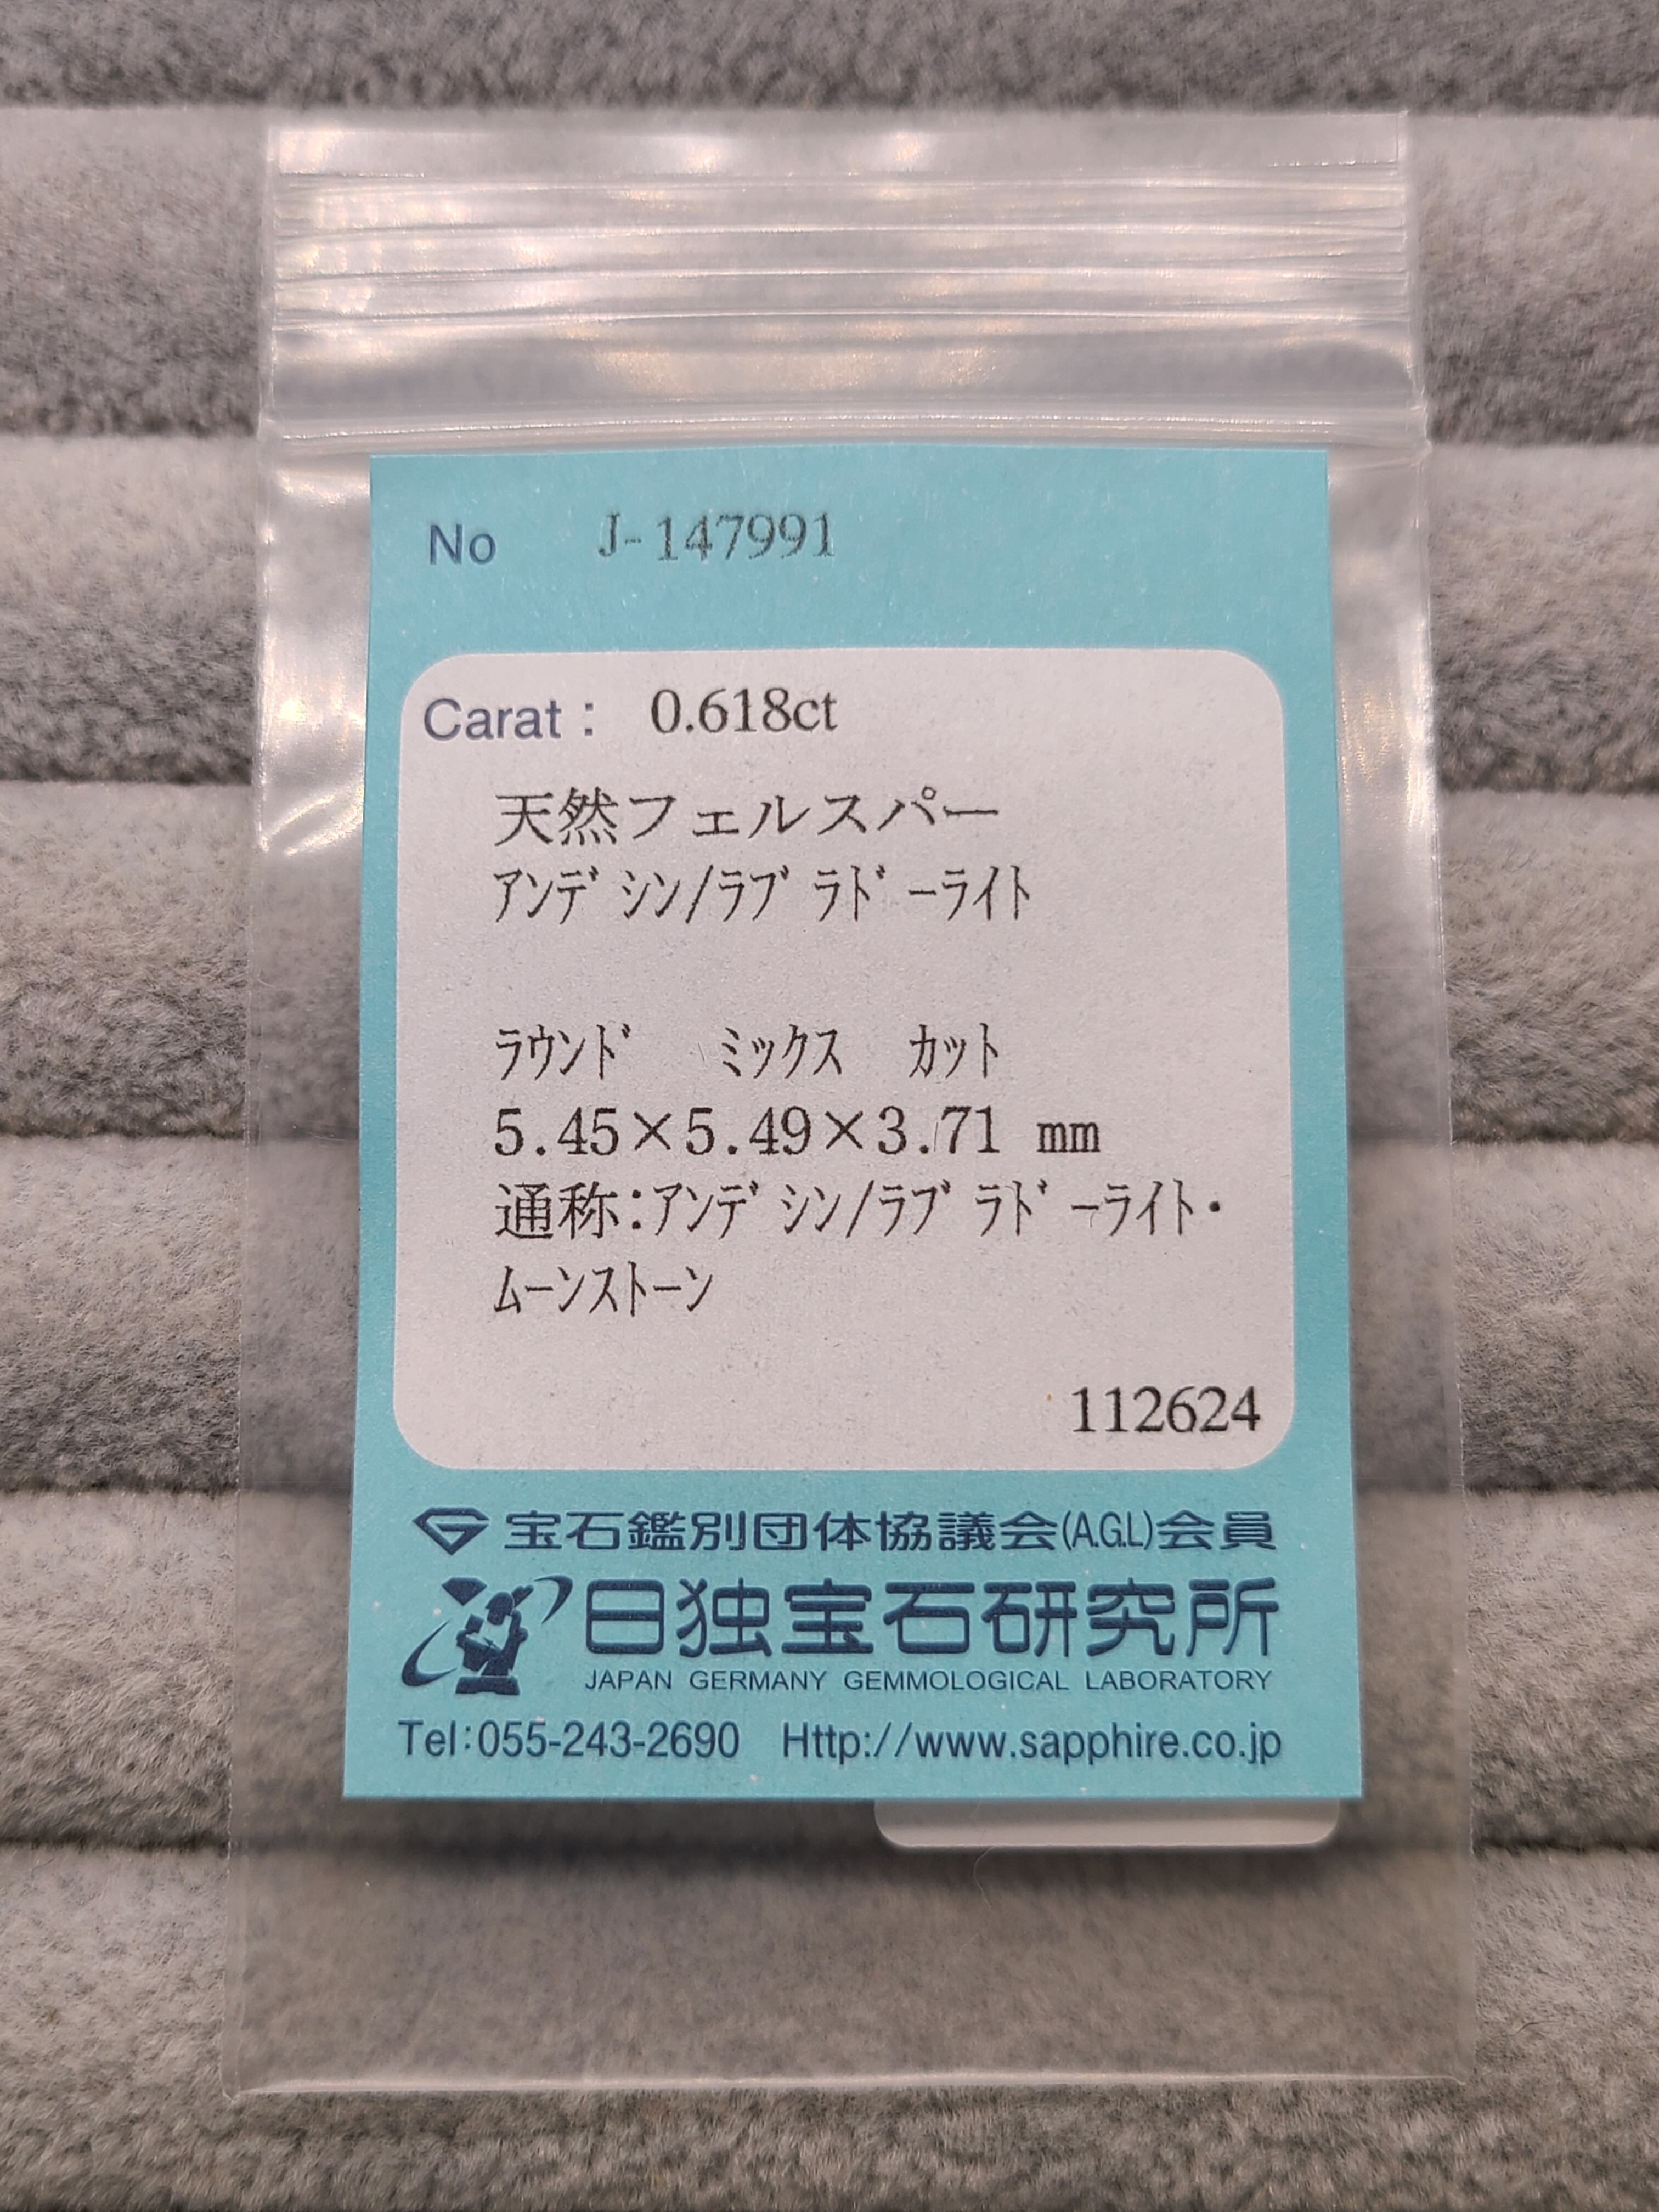 No J-147991
Carat : 0.618ct
天然フェルスパー
ｱﾝﾃﾞｼﾝ/ﾗﾌﾞﾗﾄﾞｰﾗｲﾄ
ﾗｳﾝﾄﾞ ﾐｯｸｽ ｶｯﾄ
5.45×5.49×3.71 mm
通称:ｱﾝﾃﾞｼﾝ/ﾗﾌﾞﾗﾄﾞｰﾗｲﾄ・
ﾑｰﾝｽﾄｰﾝ
112624
宝石鑑別団体協議会(A.G.L)会員
日独宝石研究所
JAPAN GERMANY GEMMOLOGICAL LABORATORY
Tel:055-243-2690 Http://www.sapphire.co.jp